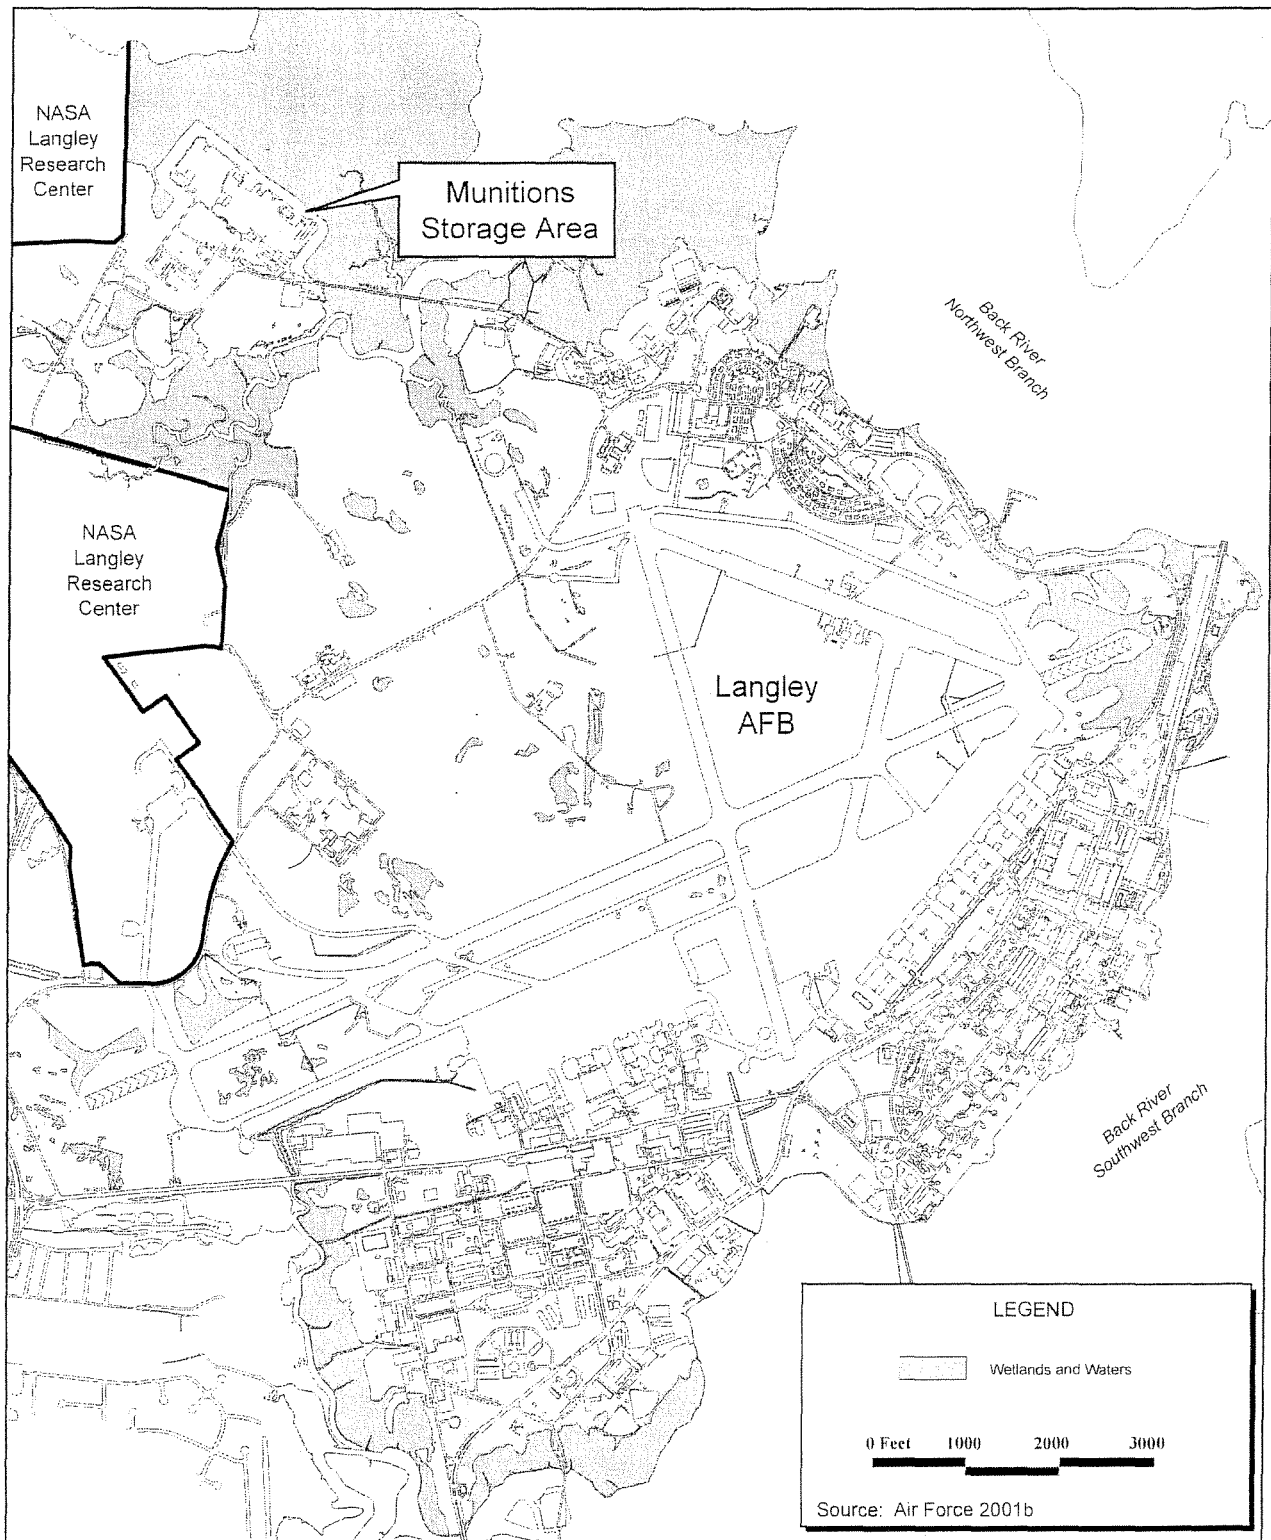 NASA
Langley
Research
Center
Munitions
Storage Area
Back River
Northwest Branch
NASA
Langley
Research
Center
Langley
AFB
Back River
Southwest Branch
LEGEND
Wetlands and Waters
0 Feet 1000 2000 3000
Source: Air Force 2001b